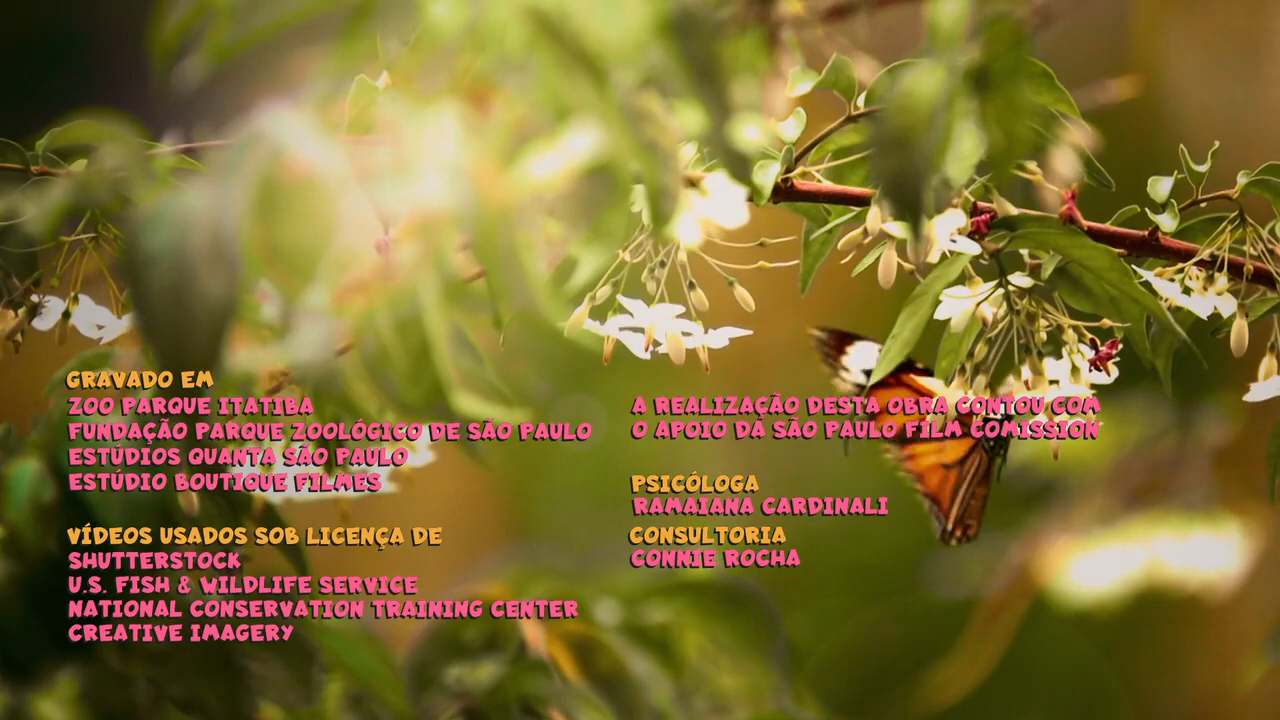 GRAVADO EM
ZOO PARQUE ITATIBA
FUNDAÇÃO PARQUE ZOOLÓGICO DE SÃO PAULO
ESTÚDIOS QUANTA SÃO PAULO
ESTÚDIO BOUTIQUE FILMES
VÍDEOS USADOS SOB LICENÇA DE
SHUTTERSTOCK
U.S. FISH & WILDLIFE SERVICE
NATIONAL CONSERVATION TRAINING CENTER
CREATIVE IMAGERY
A REALIZAÇÃO DESTA OBRA CONTOU COM
O APOIO DA SÃO PAULO FILM COMISSION
PSICÓLOGA
RAMAIANA CARDINALI
CONSULTORIA
CONNIE ROCHA